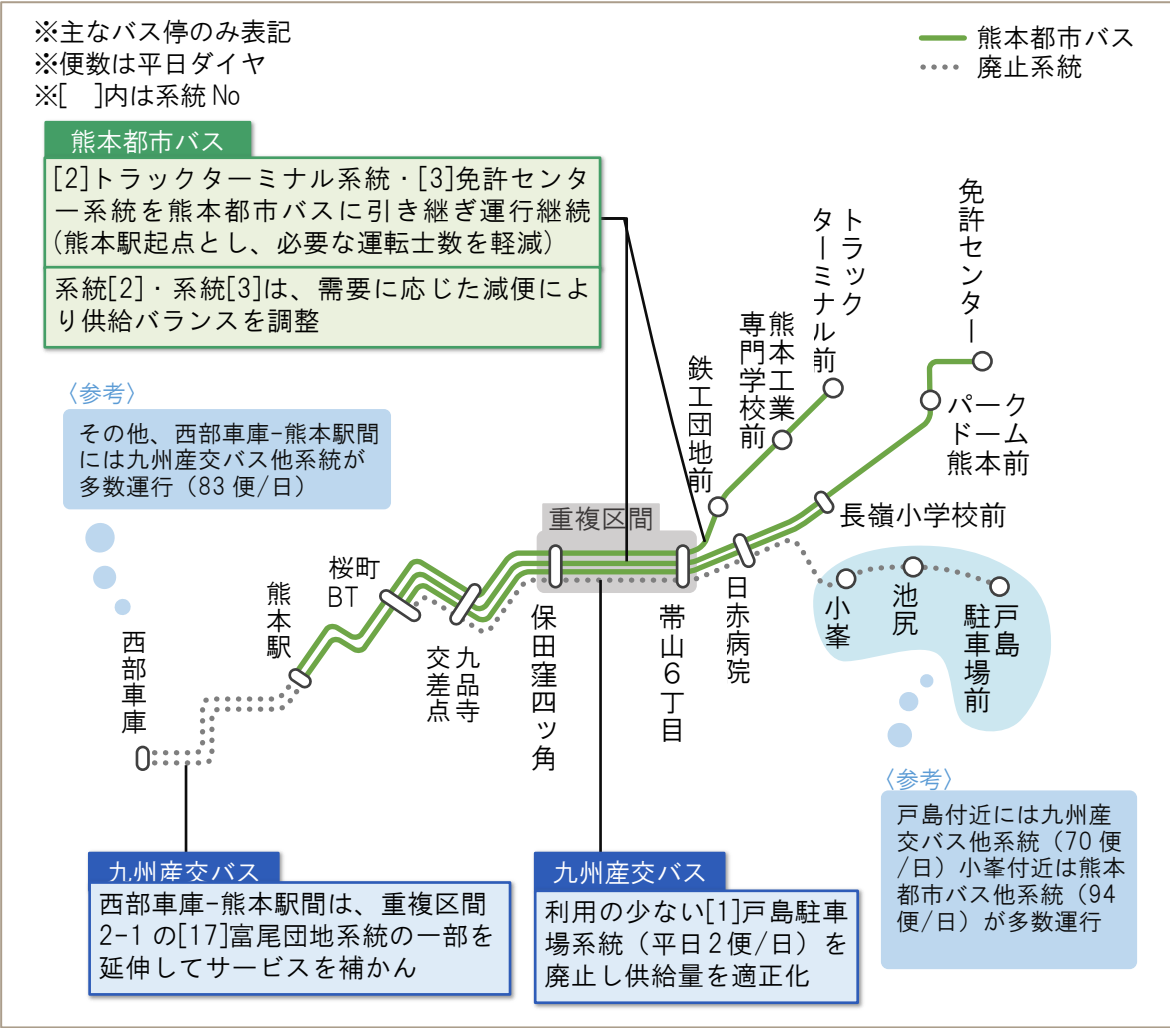 ※主なバス停のみ表記
※便数は平日ダイヤ
※[　]内は系統 No
熊本都市バス
廃止系統
熊本都市バス
[2]トラックターミナル系統・[3]免許センタ
ー系統を熊本都市バスに引き継ぎ運行継続
(熊本駅起点とし、必要な運転士数を軽減)
系統[2]・系統[3]は、需要に応じた減便によ
り供給バランスを調整
〈参考〉
その他、西部車庫-熊本駅間
には九州産交バス他系統が
多数運行（83 便/日）
重複区間
西部車庫
熊本駅
桜町
BT
九品寺
交差点
保田窪四ッ角
帯山６丁目
日赤病院
鉄工団地前
熊本工業
専門学校前
トラック
ターミナル前
免許センター
パーク
ドーム
熊本前
長嶺小学校前
小峯
池尻
戸島
駐車場前
〈参考〉
戸島付近には九州産
交バス他系統（70 便
/日）小峯付近は熊本
都市バス他系統（94
便/日）が多数運行
九州産交バス
西部車庫-熊本駅間は、重複区間
2-1 の[17]富尾団地系統の一部を
延伸してサービスを補かん
九州産交バス
利用の少ない[1]戸島駐車
場系統（平日２便/日）を
廃止し供給量を適正化